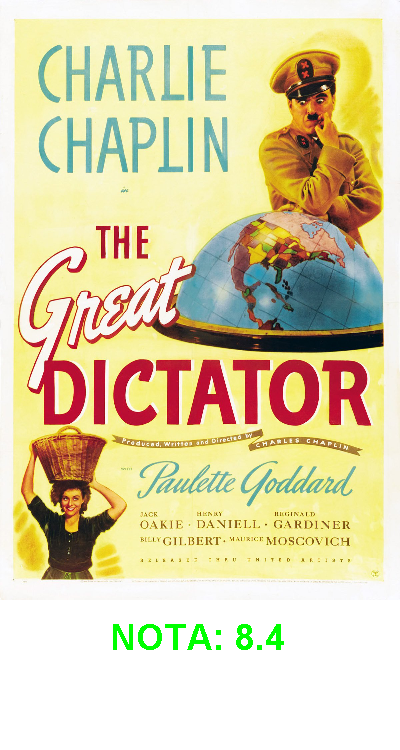 CHARLIE
CHAPLIN
in
THE
Great
DICTATOR
Produced, Written and Directed by CHARLES CHAPLIN
Paulette Goddard
JACK OAKIE · HENRY DANIELL · REGINALD GARDINER
BILLY GILBERT · MAURICE MOSCOVICH
RELEASED THRU UNITED ARTISTS
NOTA: 8.4